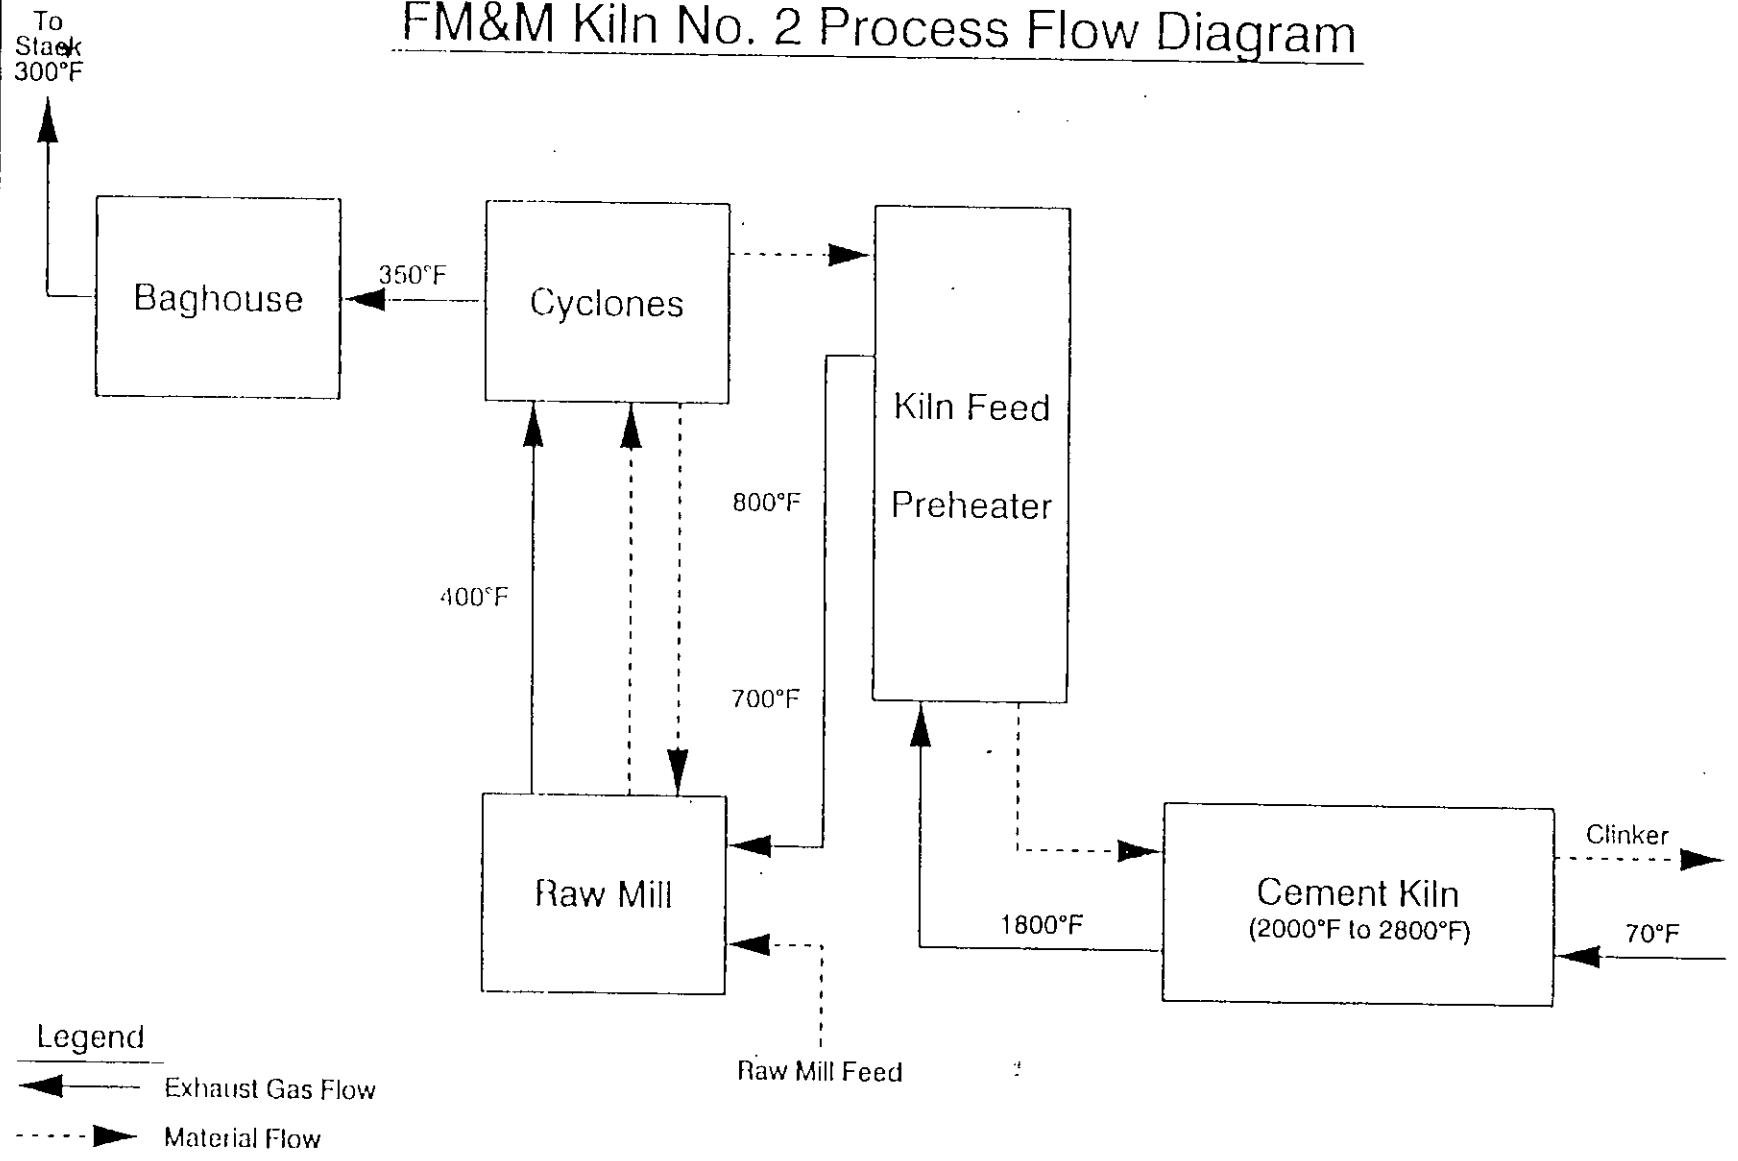 FM&M Kiln No. 2 Process Flow Diagram
To
Stack
300°F
Baghouse
350°F
Cyclones
Kiln Feed
Preheater
800°F
400°F
700°F
Raw Mill
Raw Mill Feed
1800°F
Cement Kiln
(2000°F to 2800°F)
Clinker
70°F
Legend
Exhaust Gas Flow
Material Flow